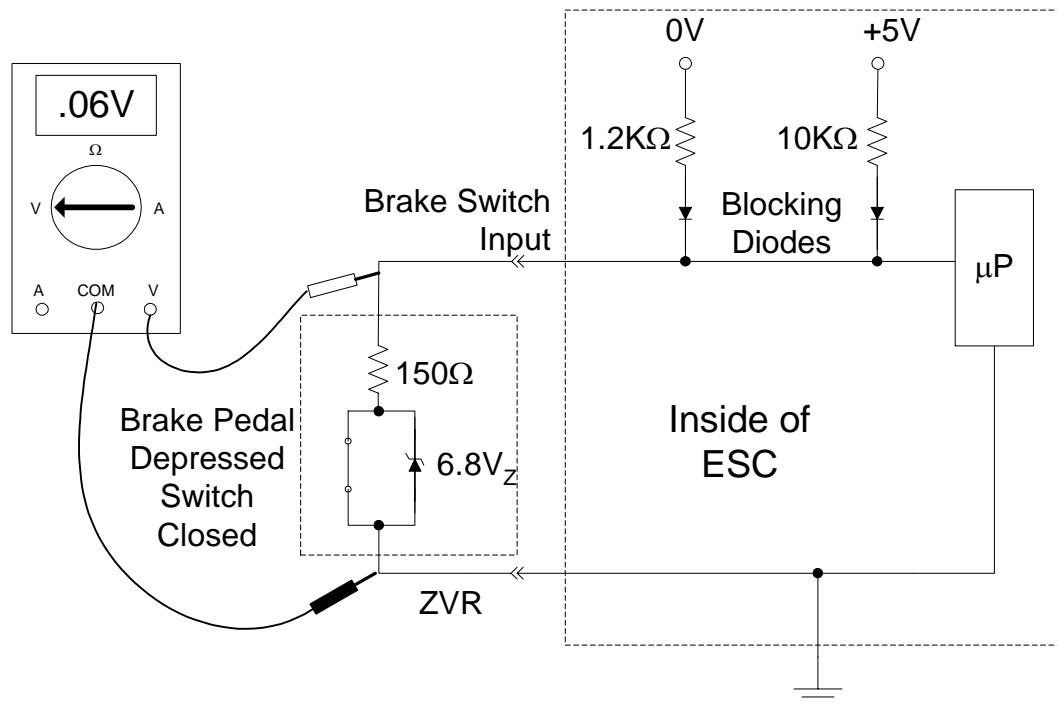 0V
+5V
.06V
Ω
V
A
1.2KΩ
10KΩ
Brake Switch
Input
Blocking
Diodes
μP
A
COM
V
150Ω
Brake Pedal
Depressed
Switch
Closed
6.8VZ
Inside of
ESC
ZVR